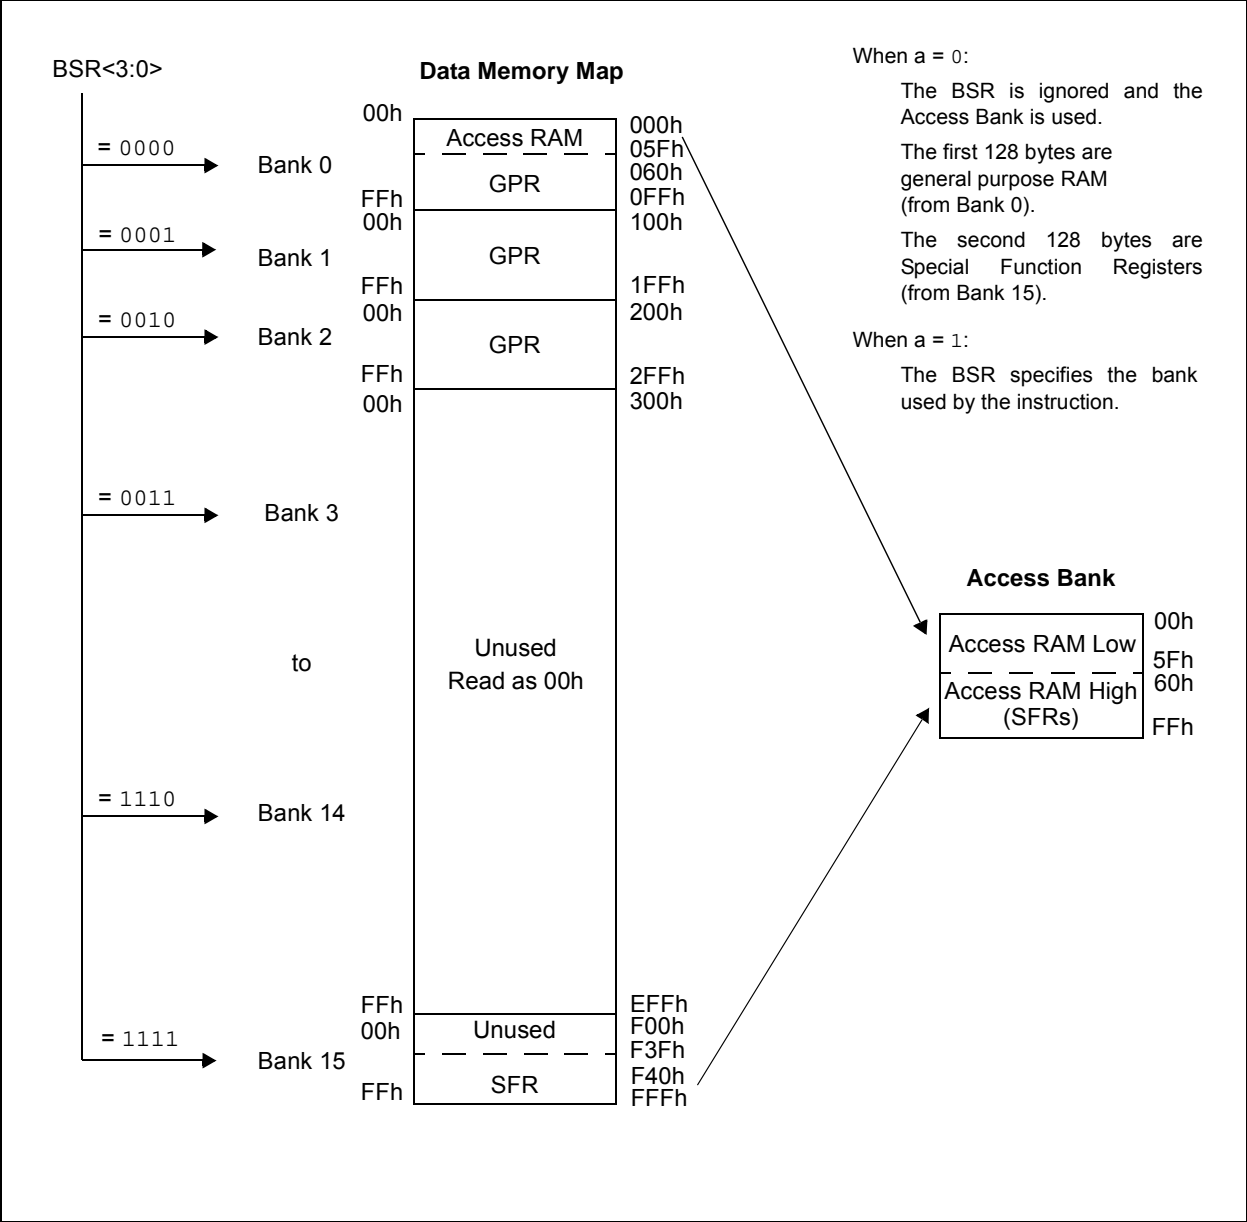 BSR<3:0>
Data Memory Map
When a = 0:
The BSR is ignored and the
Access Bank is used.
The first 128 bytes are
general purpose RAM
(from Bank 0).
The second 128 bytes are
Special Function Registers
(from Bank 15).
When a = 1:
The BSR specifies the bank
used by the instruction.
= 0000
Bank 0
00h
FFh
Access RAM
GPR
000h
05Fh
060h
0FFh
= 0001
Bank 1
00h
FFh
GPR
100h
1FFh
= 0010
Bank 2
00h
FFh
GPR
200h
2FFh
= 0011
Bank 3
00h
300h
to
Unused
Read as 00h
= 1110
Bank 14
FFh
EFFh
= 1111
Bank 15
00h
FFh
Unused
SFR
F00h
F3Fh
F40h
FFFh
Access Bank
Access RAM Low
Access RAM High
(SFRs)
00h
5Fh
60h
FFh